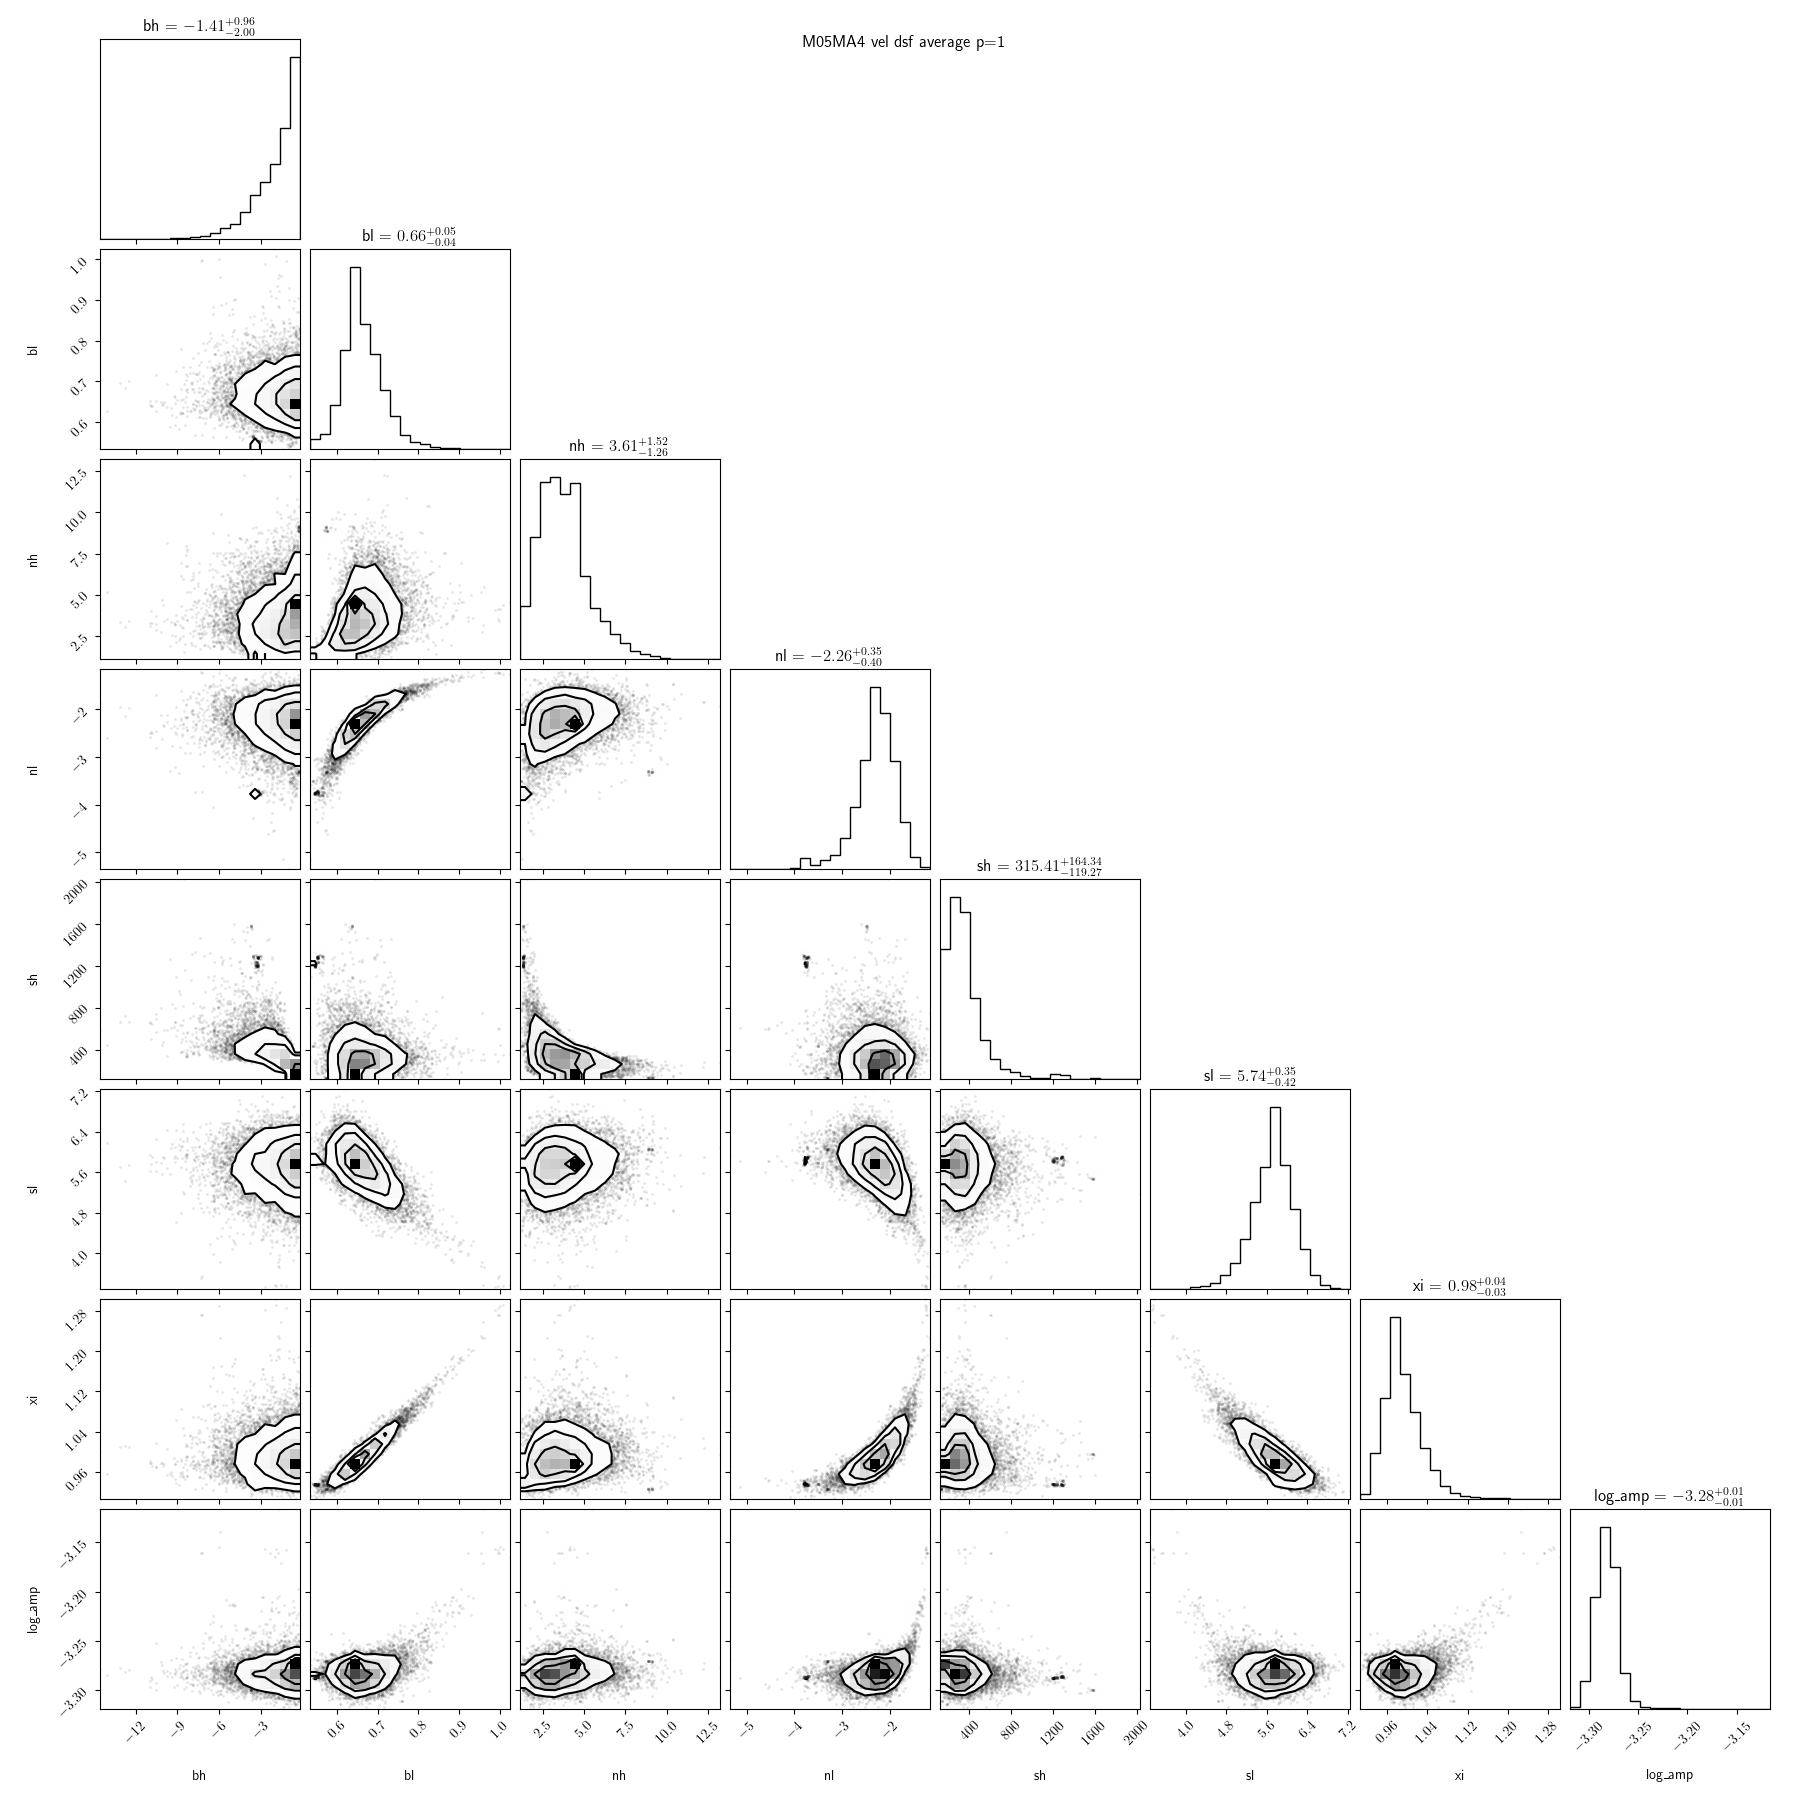 M05MA4 vel dsf average p=1
bh = −1.41+0.96 −2.00
bl = 0.66+0.05 −0.04
bl
1.0
0.9
0.8
0.7
0.6
nh = 3.61+1.52 −1.26
nh
12.5
10.0
7.5
5.0
2.5
nl = −2.26+0.35 −0.40
nl
−2
−3
−4
−5
sh = 315.41+164.34 −119.27
sh
2000
1600
1200
800
400
sl = 5.74+0.35 −0.42
sl
7.2
6.4
5.6
4.8
4.0
xi = 0.98+0.04 −0.03
xi
1.28
1.20
1.12
1.04
0.96
log_amp = −3.28+0.01 −0.01
log_amp
−3.15
−3.20
−3.25
−3.30
−12 −9 −6 −3 0.6 0.7 0.8 0.9 1.0 2.5 5.0 7.5 10.0 12.5 −5 −4 −3 −2 400 800 1200 1600 2000 4.0 4.8 5.6 6.4 7.2 0.96 1.04 1.12 1.20 1.28 −3.30 −3.25 −3.20 −3.15
bh bl nh nl sh sl xi log_amp